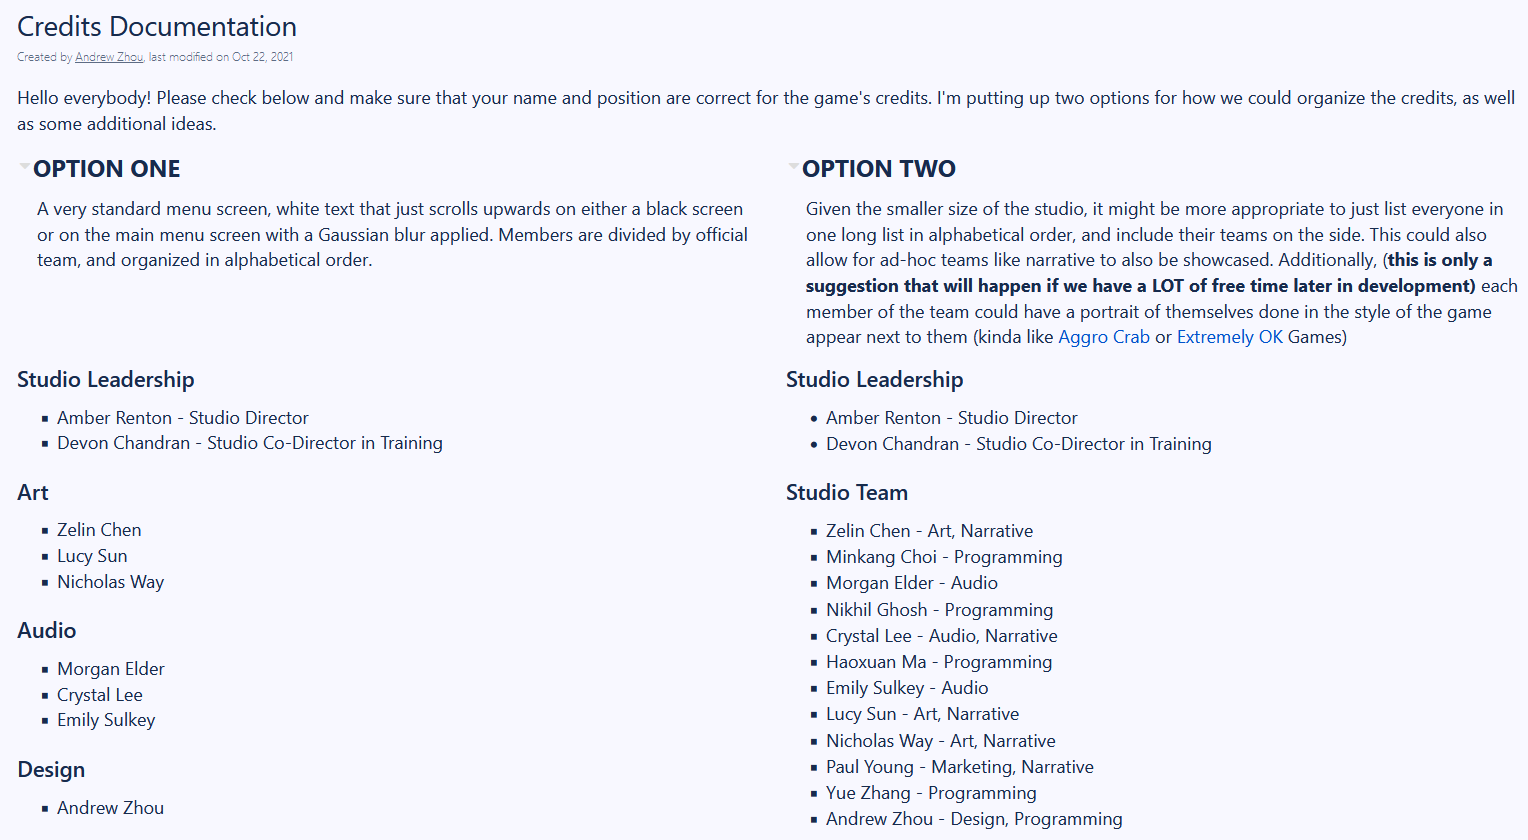 Credits Documentation
Created by Andrew Zhou, last modified on Oct 22, 2021
Hello everybody! Please check below and make sure that your name and position are correct for the game's credits. I'm putting up two options for how we could organize the credits, as well
as some additional ideas.
OPTION ONE
A very standard menu screen, white text that just scrolls upwards on either a black screen
or on the main menu screen with a Gaussian blur applied. Members are divided by official
team, and organized in alphabetical order.
Studio Leadership
Amber Renton - Studio Director
Devon Chandran - Studio Co-Director in Training
Art
Zelin Chen
Lucy Sun
Nicholas Way
Audio
Morgan Elder
Crystal Lee
Emily Sulkey
Design
Andrew Zhou
OPTION TWO
Given the smaller size of the studio, it might be more appropriate to just list everyone in
one long list in alphabetical order, and include their teams on the side. This could also
allow for ad-hoc teams like narrative to also be showcased. Additionally, (this is only a
suggestion that will happen if we have a LOT of free time later in development) each
member of the team could have a portrait of themselves done in the style of the game
appear next to them (kinda like Aggro Crab or Extremely OK Games)
Studio Leadership
Amber Renton - Studio Director
Devon Chandran - Studio Co-Director in Training
Studio Team
Zelin Chen - Art, Narrative
Minkang Choi - Programming
Morgan Elder - Audio
Nikhil Ghosh - Programming
Crystal Lee - Audio, Narrative
Haoxuan Ma - Programming
Emily Sulkey - Audio
Lucy Sun - Art, Narrative
Nicholas Way - Art, Narrative
Paul Young - Marketing, Narrative
Yue Zhang - Programming
Andrew Zhou - Design, Programming